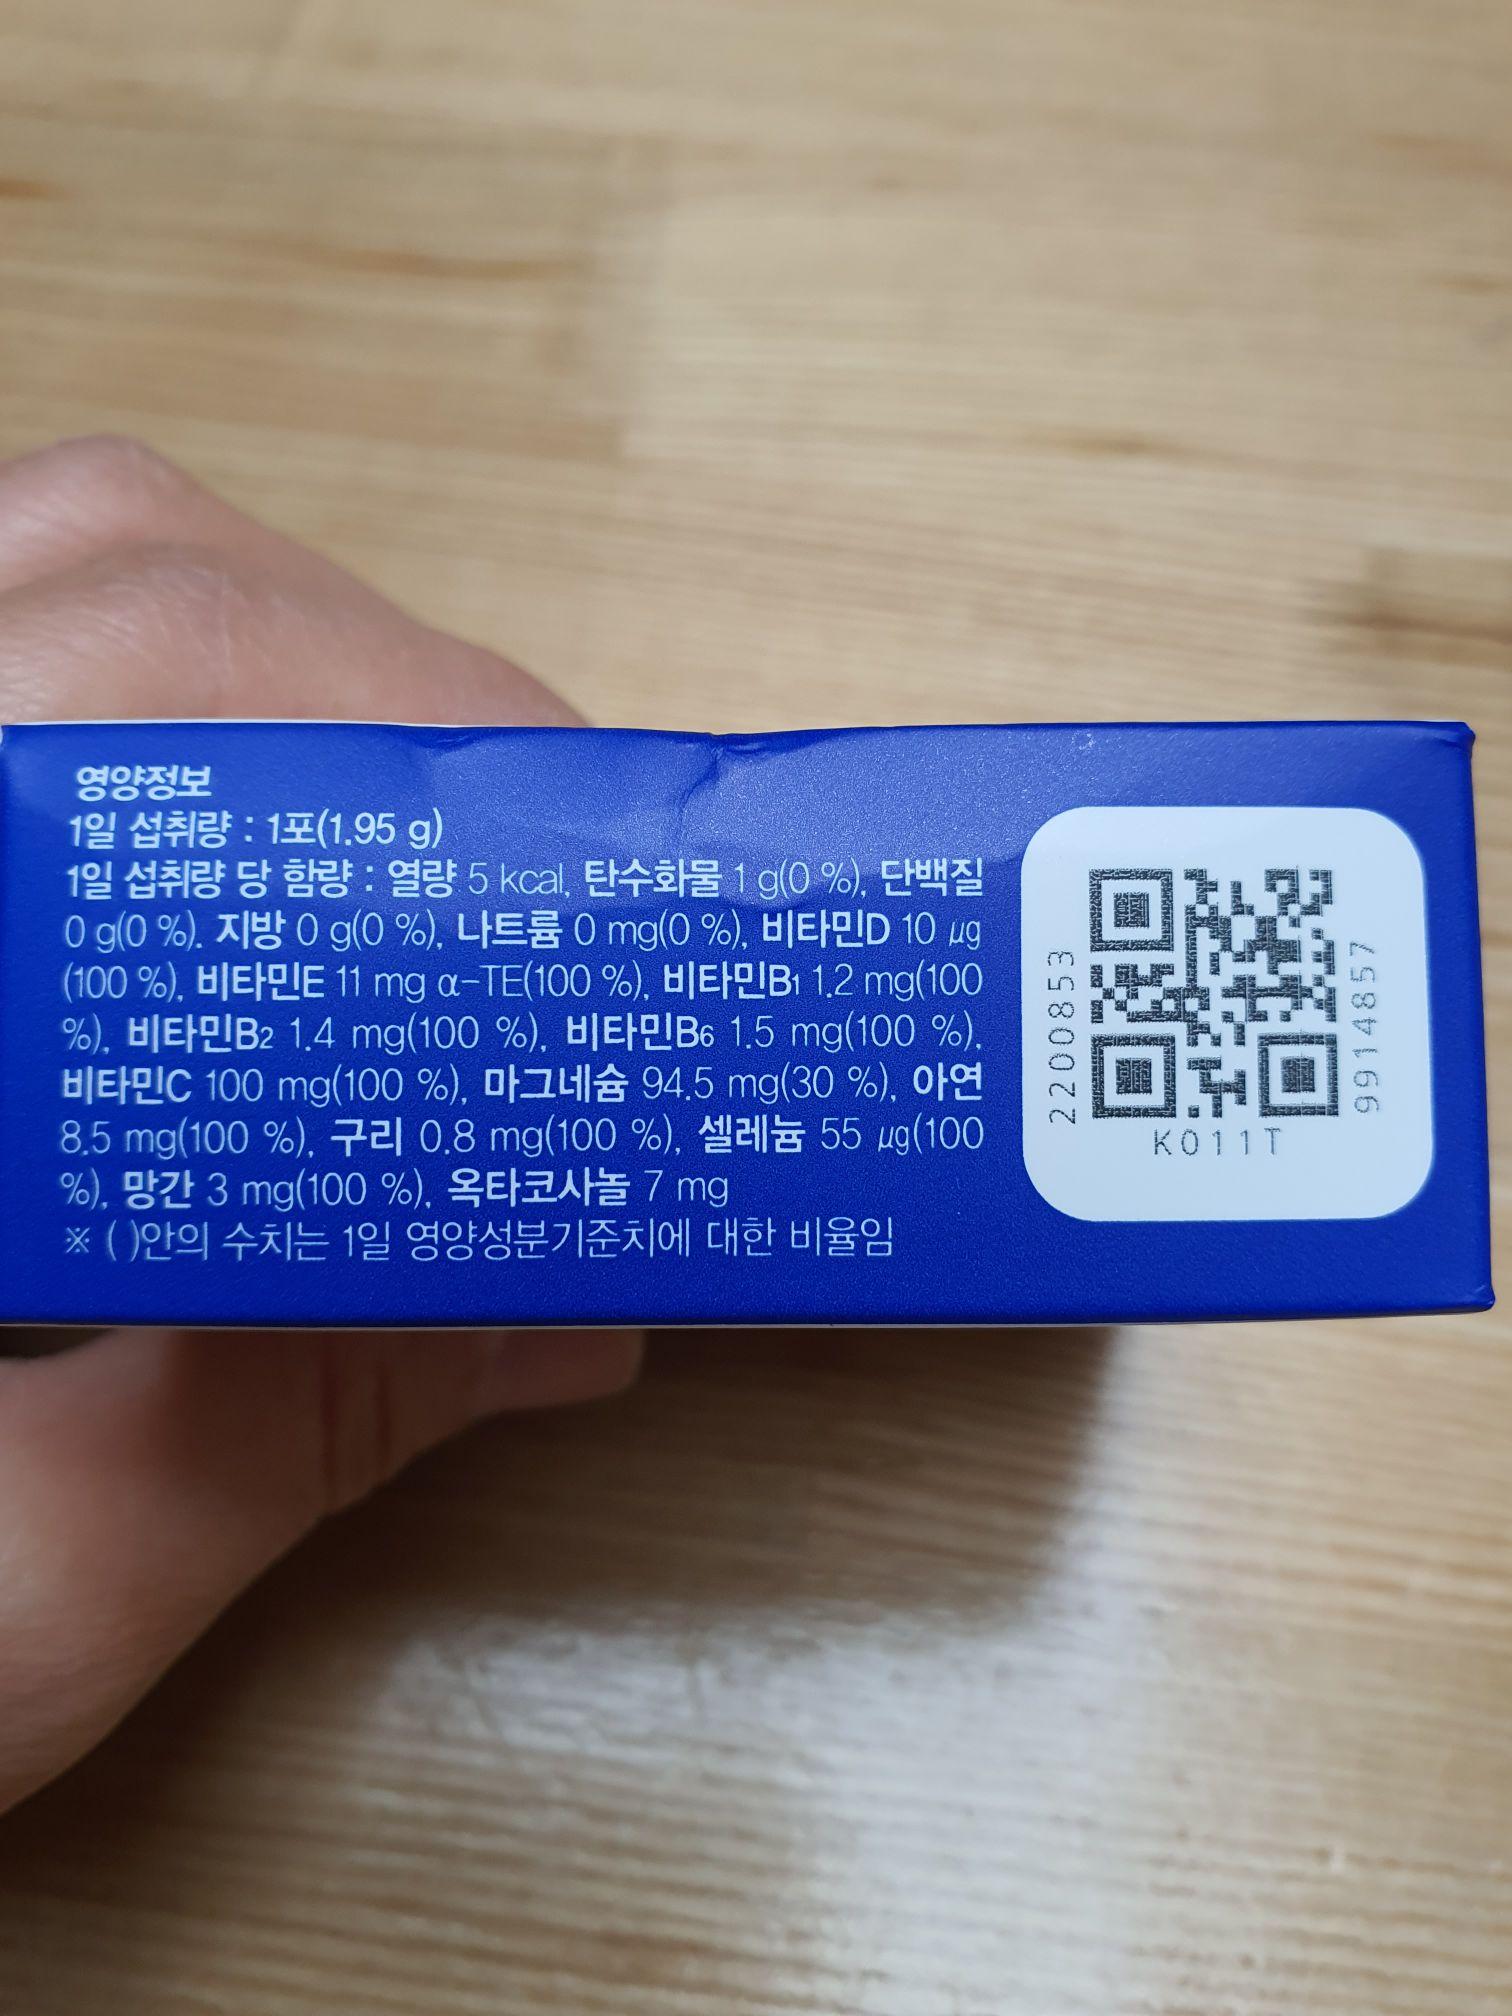 영양정보
1일 섭취량 : 1포(1.95 g)
1일 섭취량 당 함량 : 열량 5 kcal, 탄수화물 1 g(0 %), 단백질
0 g(0 %), 지방 0 g(0 %), 나트륨 0 mg(0 %), 비타민D 10 µg
(100 %), 비타민E 11 mg α-TE(100 %), 비타민B1 1.2 mg(100
%), 비타민B2 1.4 mg(100 %), 비타민B6 1.5 mg(100 %),
비타민C 100 mg(100 %), 마그네슘 94.5 mg(30 %), 아연
8.5 mg(100 %), 구리 0.8 mg(100 %), 셀레늄 55 µg(100
%), 망간 3 mg(100 %), 옥타코사놀 7 mg
※ ( )안의 수치는 1일 영양성분기준치에 대한 비율임
2200853
9914857
K011T